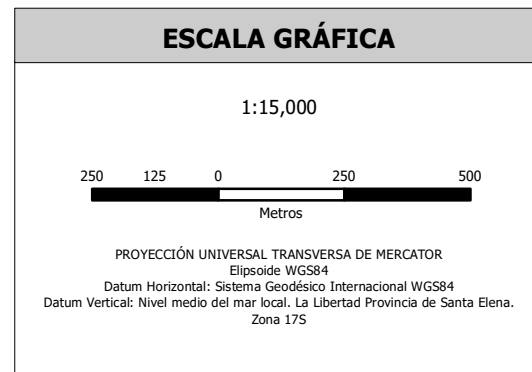 ESCALA GRÁFICA
1:15,000
250 125 0 250 500
Metros
PROYECCIÓN UNIVERSAL TRANSVERSA DE MERCATOR
Elipsoide WGS84
Datum Horizontal: Sistema Geodésico Internacional WGS84
Datum Vertical: Nivel medio del mar local. La Libertad Provincia de Santa Elena.
Zona 17S